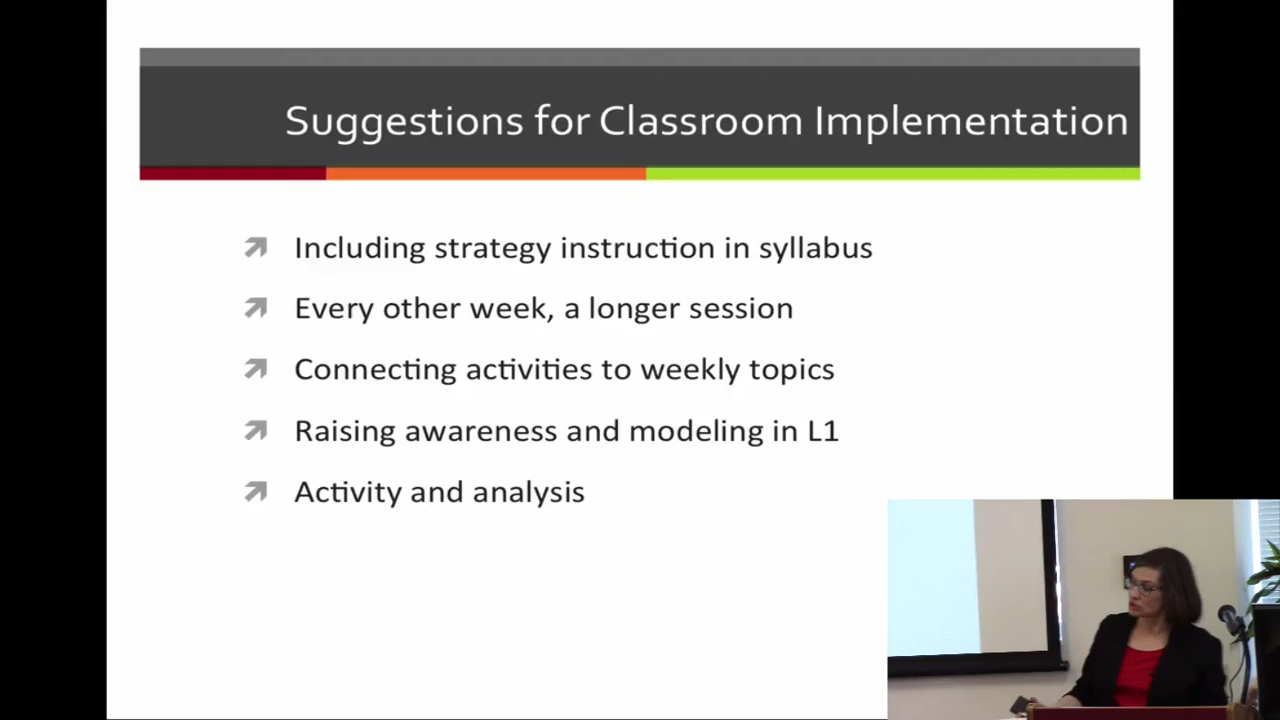 Suggestions for Classroom Implementation
Including strategy instruction in syllabus
Every other week, a longer session
Connecting activities to weekly topics
Raising awareness and modeling in L1
Activity and analysis